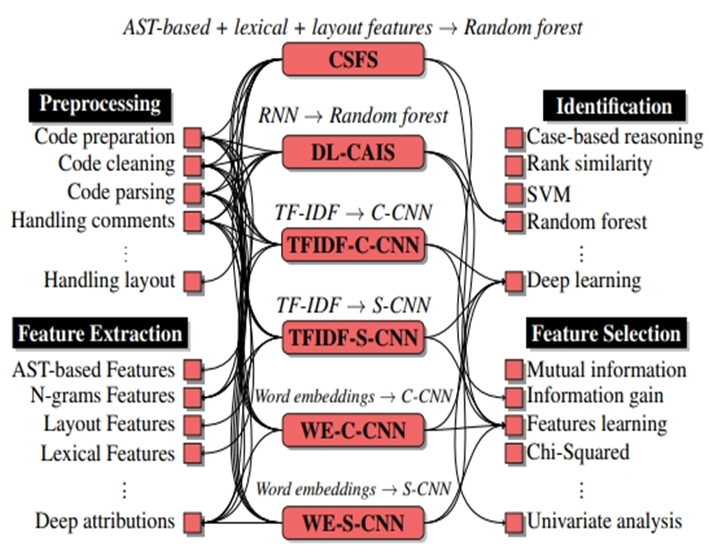 AST-based + lexical + layout features → Random forest
CSFS
Preprocessing
Code preparation
Code cleaning
Code parsing
Handling comments
⋮
Handling layout
Feature Extraction
AST-based Features
N-grams Features
Layout Features
Lexical Features
⋮
Deep attributions
RNN → Random forest
DL-CAIS
TF-IDF → C-CNN
TFIDF-C-CNN
TF-IDF → S-CNN
TFIDF-S-CNN
Word embeddings → C-CNN
WE-C-CNN
Word embeddings → S-CNN
WE-S-CNN
Identification
Case-based reasoning
Rank similarity
SVM
Random forest
⋮
Deep learning
Feature Selection
Mutual information
Information gain
Features learning
Chi-Squared
⋮
Univariate analysis